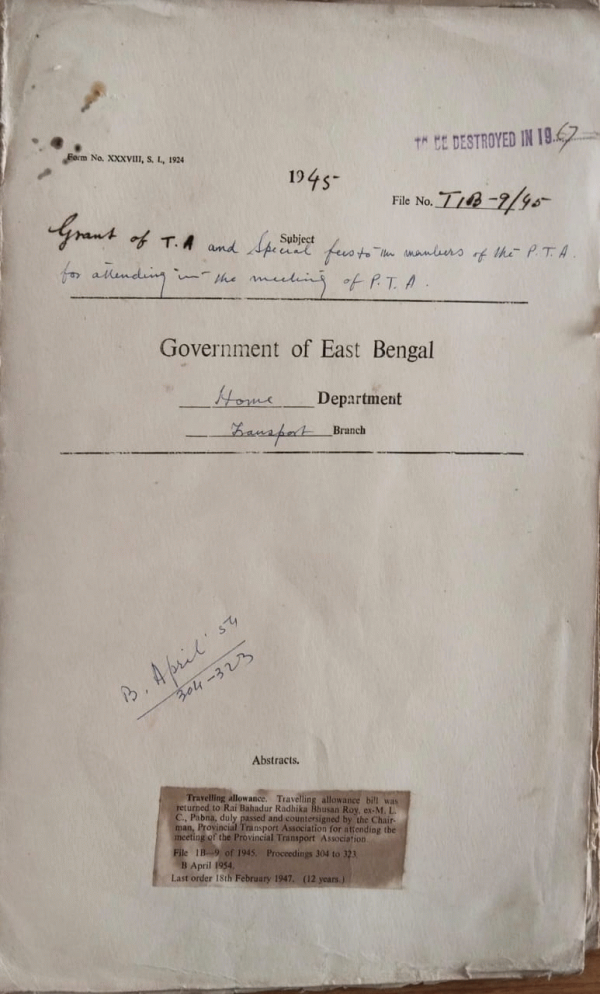 TO BE DESTROYED IN 1967
Form No. XXXVIII, S. I., 1924
1945
File No. T1B-9/45
Subject
Grant of T.A and Special fees to the members of the P.T.A.
for attending the meeting of P.T.A.
Government of East Bengal
Home Department
Transport Branch
B. April 54
304-323
Abstracts.
Travelling allowance. Travelling allowance bill was
returned to Rai Bahadur Radhika Bhusan Roy, ex-M. L.
C., Pabna, duly passed and countersigned by the Chair-
man, Provincial Transport Association for attending the
meeting of the Provincial Transport Association
File 1B—9 of 1945. Proceedings 304 to 323.
B April 1954.
Last order 18th February 1947. (12 years.)